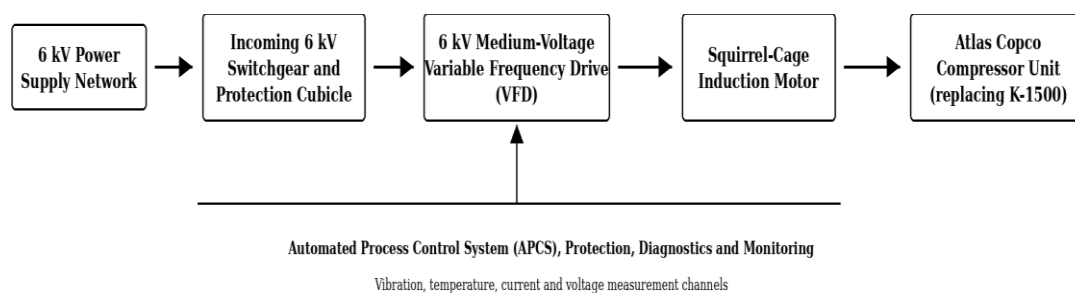 6 kV Power
Supply Network
Incoming 6 kV
Switchgear and
Protection Cubicle
6 kV Medium-Voltage
Variable Frequency Drive
(VFD)
Squirrel-Cage
Induction Motor
Atlas Copco
Compressor Unit
(replacing K-1500)
Automated Process Control System (APCS), Protection, Diagnostics and Monitoring
Vibration, temperature, current and voltage measurement channels